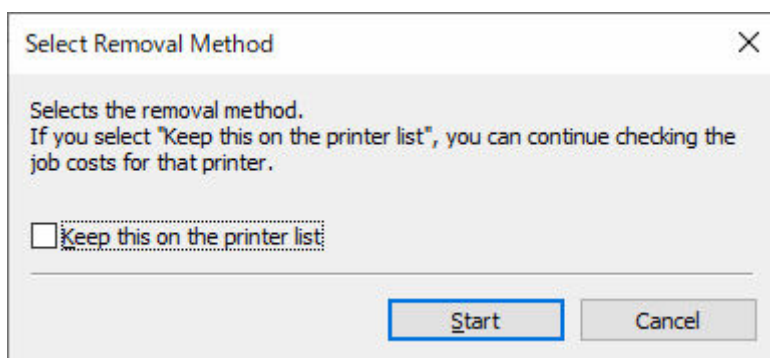 Select Removal Method
Selects the removal method.
If you select "Keep this on the printer list", you can continue checking the
job costs for that printer.
Keep this on the printer list
Start Cancel